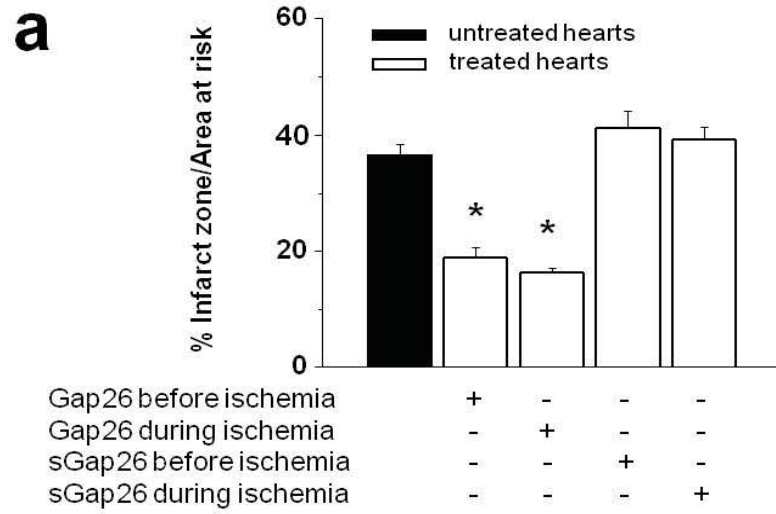 a
% Infarct zone/Area at risk
60
40
20
0
untreated hearts
treated hearts
* *
Gap26 before ischemia + - - -
Gap26 during ischemia - + - -
sGap26 before ischemia - - + -
sGap26 during ischemia - - - +